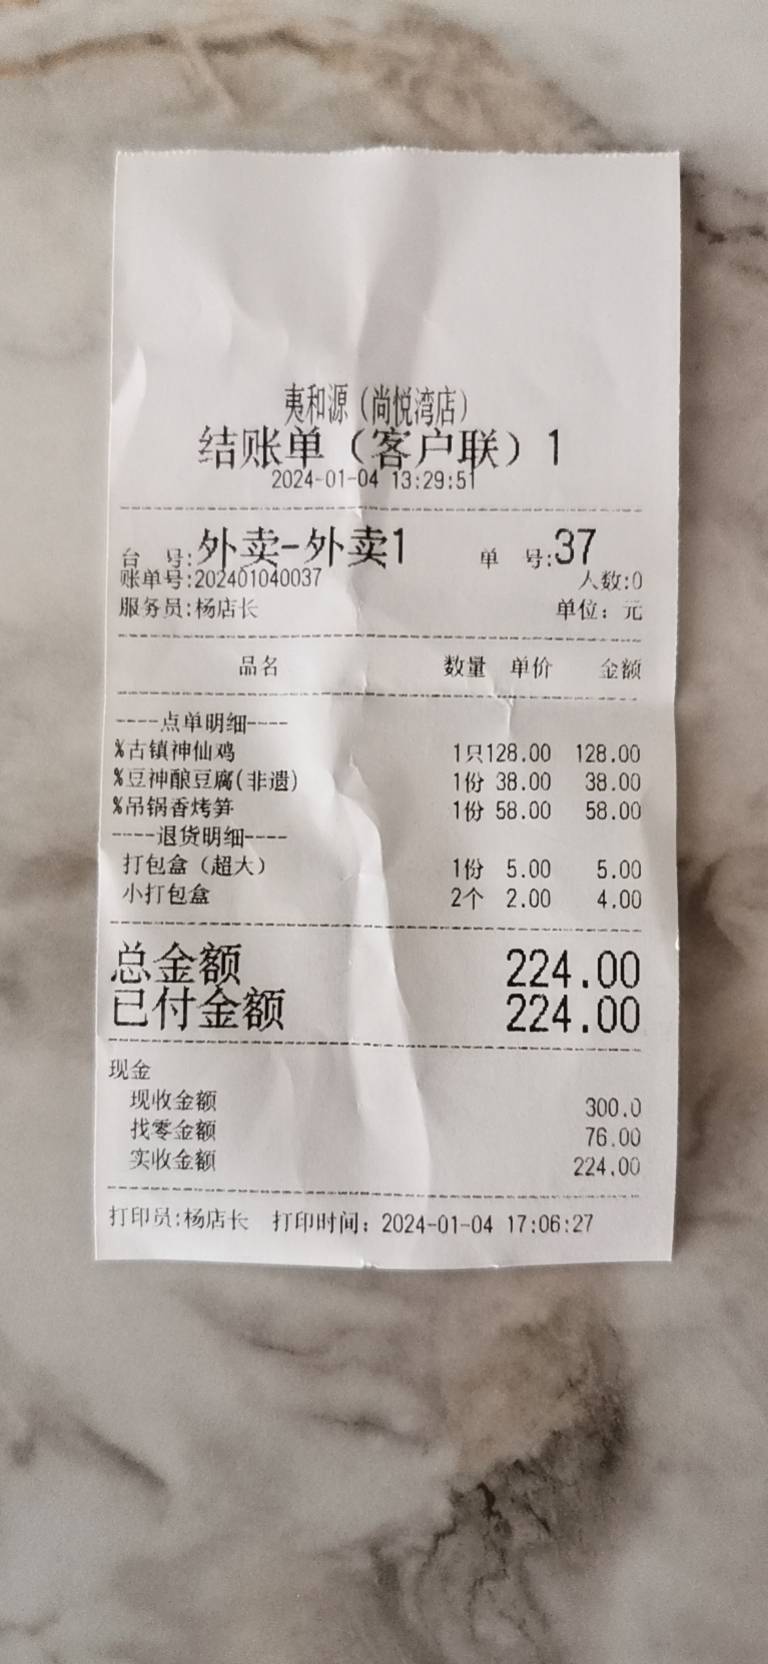 夷和源（尚悦湾店）
结账单（客户联）1
2024-01-04 13:29:51
台 号:外卖-外卖1 单 号:37
账单号:202401040037 人数:0
服务员:杨店长 单位：元
品名 数量 单价 金额
----点单明细----
%古镇神仙鸡 1只128.00 128.00
%豆神酿豆腐(非遗) 1份 38.00 38.00
%吊锅香烤笋 1份 58.00 58.00
----退货明细----
打包盒（超大） 1份 5.00 5.00
小打包盒 2个 2.00 4.00
总金额 224.00
已付金额 224.00
现金
现收金额 300.0
找零金额 76.00
实收金额 224.00
打印员:杨店长 打印时间：2024-01-04 17:06:27